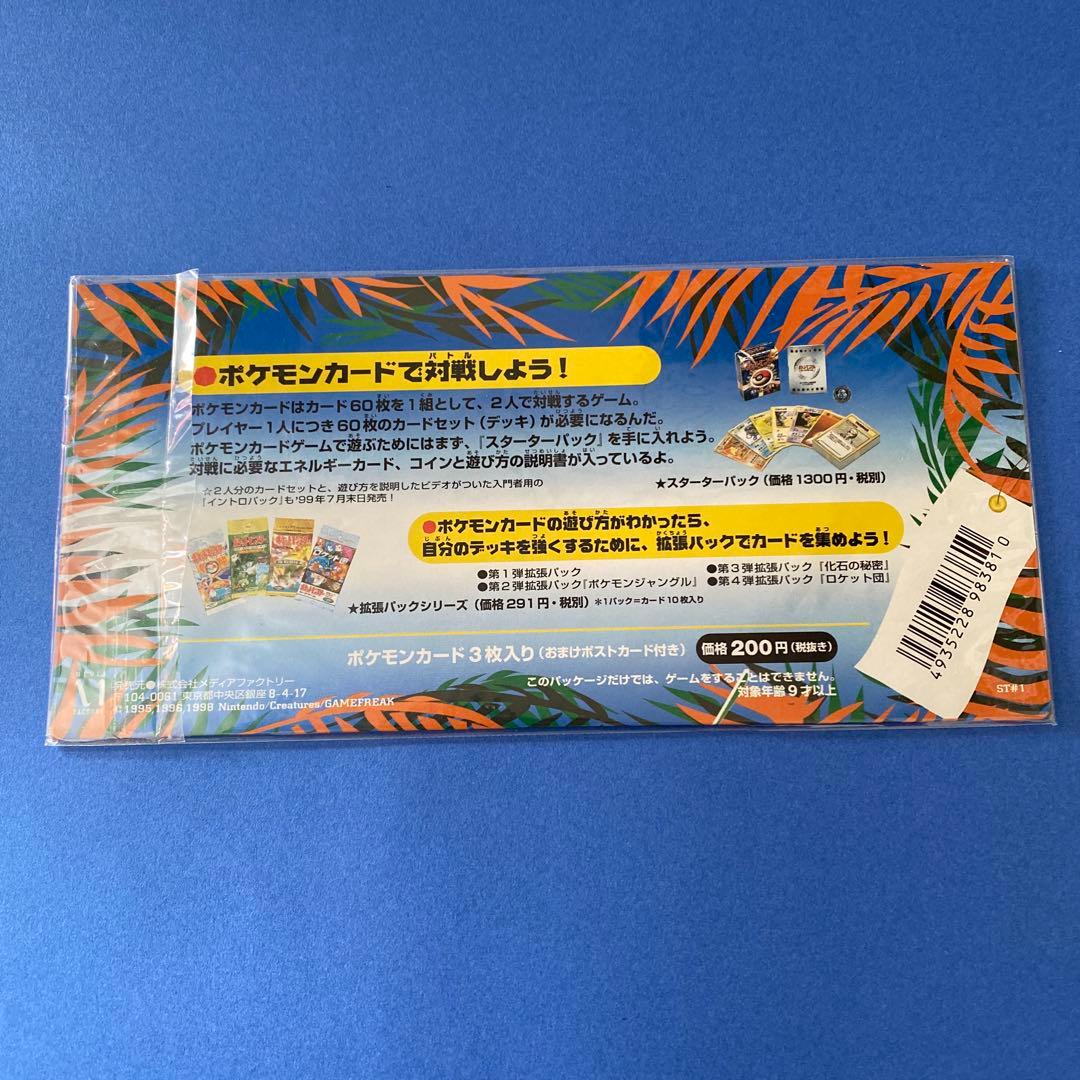 ●ポケモンカードで対戦しよう！
バトル
ポケモンカードはカード60枚を1組として、2人で対戦するゲーム。
プレイヤー1人につき60枚のカードセット（デッキ）が必要になるんだ。
ポケモンカードゲームで遊ぶためにはまず、『スターターパック』を手に入れよう。
対戦に必要なエネルギーカード、コインと遊び方の説明書が入っているよ。
☆2人分のカードセットと、遊び方を説明したビデオがついた入門者用の
『イントロパック』も'99年7月末日発売！
★スターターパック（価格1300円・税別）
●ポケモンカードの遊び方がわかったら、
自分のデッキを強くするために、拡張パックでカードを集めよう！
●第1弾拡張パック
●第2弾拡張パック『ポケモンジャングル』
●第3弾拡張パック『化石の秘密』
●第4弾拡張パック『ロケット団』
★拡張パックシリーズ（価格291円・税別）＊1パック＝カード10枚入り
ポケモンカード3枚入り（おまけポストカード付き）
価格200円（税抜き）
このパッケージだけでは、ゲームをすることはできません。
対象年齢9才以上
発売元●株式会社メディアファクトリー
〒104-0061 東京都中央区銀座8-4-17
©1995,1996,1998 Nintendo/Creatures/GAMEFREAK
4935228983810
ST#1